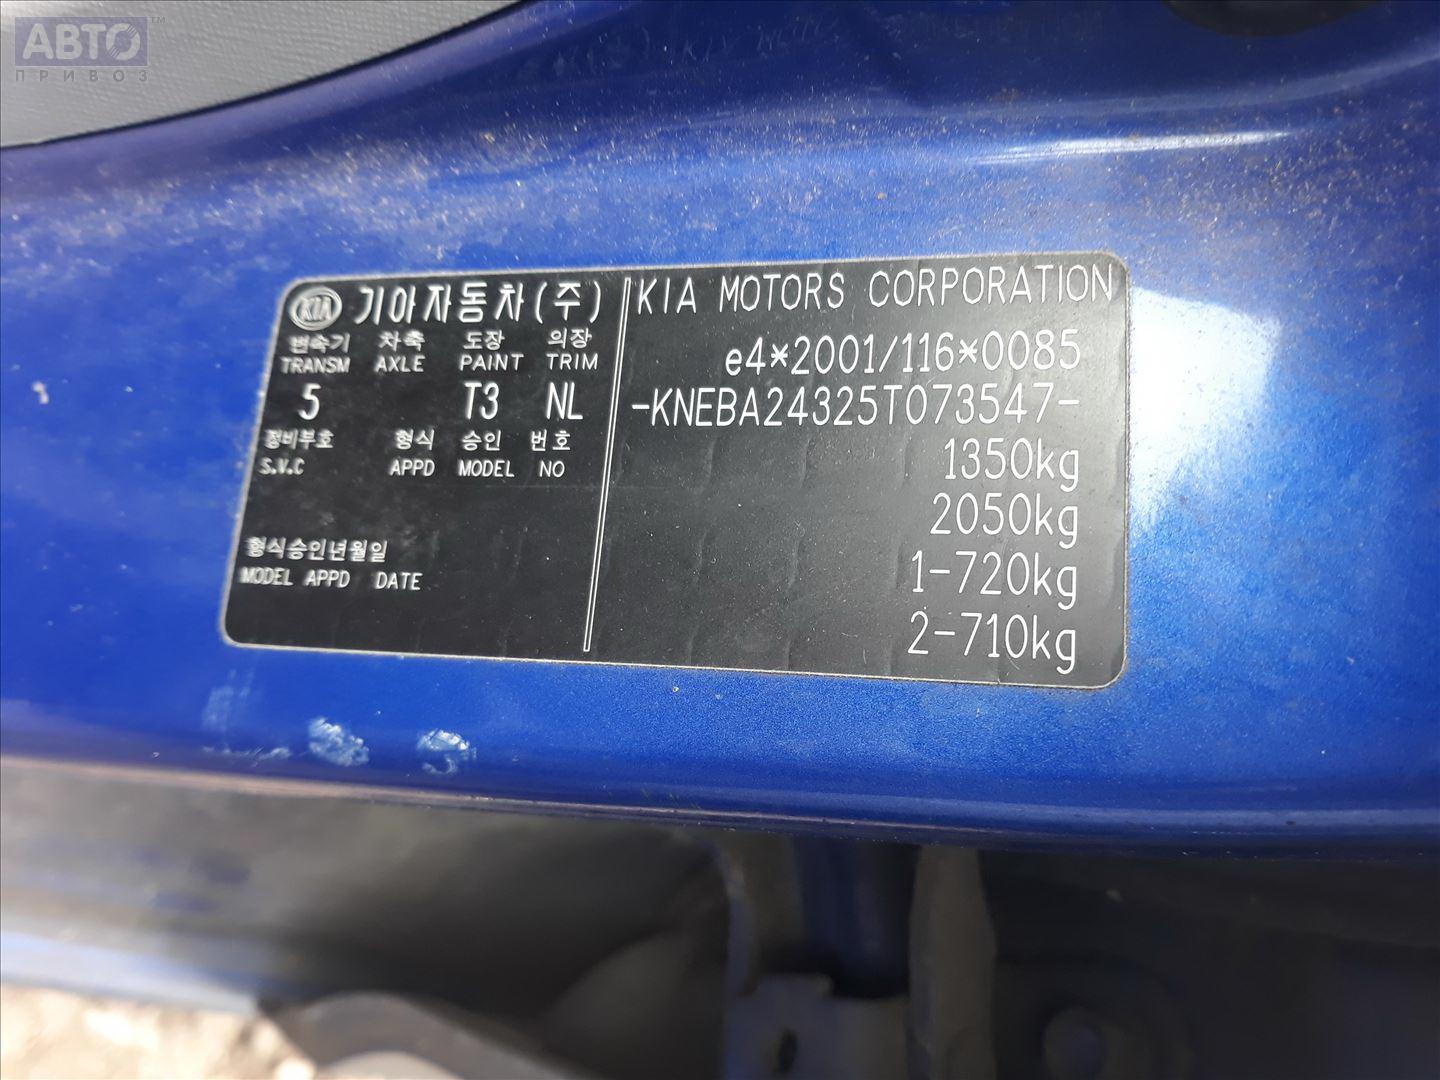 АВТО™
ПРИВОЗ
KIA 기아자동차(주)
변속기 차축 도장 의장
TRANSM AXLE PAINT TRIM
5 T3 NL
정비부호 형식 승인 번호
S.V.C APPD MODEL NO
형식승인년월일
MODEL APPD DATE
KIA MOTORS CORPORATION
e4*2001/116*0085
-KNEBA24325T073547-
1350kg
2050kg
1-720kg
2-710kg